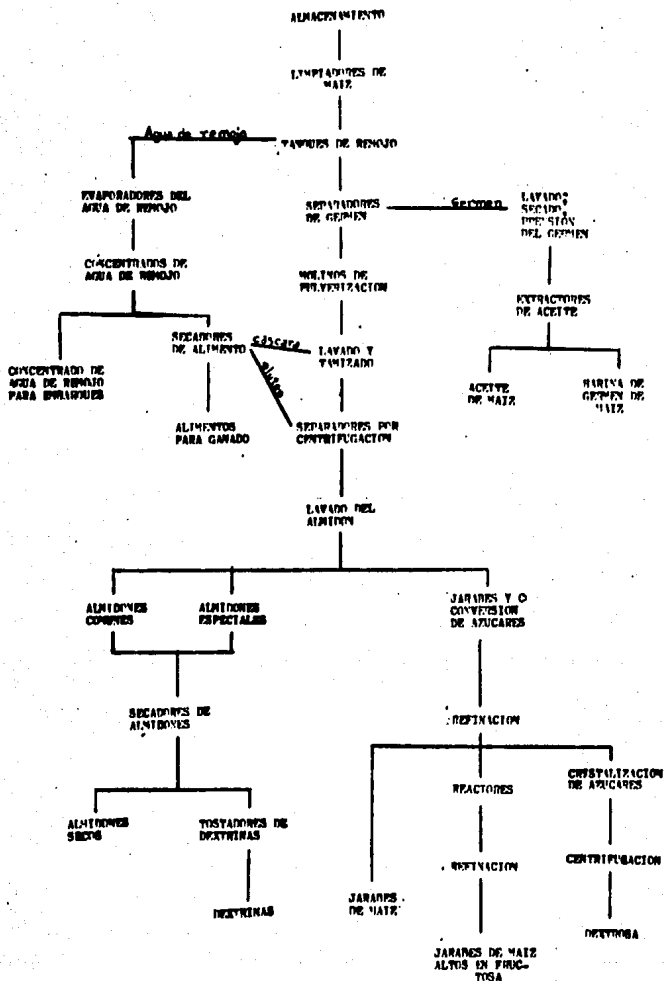 ALMACENAMIENTO
LIMPIADORES DE
MAIZ
Agua de remojo
TANQUES DE REMOJO
EVAPORADORES DEL
AGUA DE REMOJO
SEPARADORES
DE GERMEN
Germen
LAVADO,
SECADO,
DEL GERMEN
CONCENTRADOS DE
AGUA DE REMOJO
MOLINOS DE
PULVERIZACION
EXTRACTORES
DE ACEITE
SECADORES
DE ALIMENTO
cáscara
gluten
LAVADO Y
TAMIZADO
CONCENTRADO DE
AGUA DE REMOJO
PARA EMBARQUES
ACEITE
DE MAIZ
HARINA DE
GERMEN DE
MAIZ
ALIMENTOS
PARA GANADO
SEPARADORES POR
CENTRIFUGACION
LAVADO DEL
ALMIDON
ALMIDONES
COMUNES
ALMIDONES
ESPECIALES
JARABES Y O
CONVERSION
DE AZUCARES
SECADORES DE
ALMIDONES
REFINACION
REACTORES
CRISTALIZACION
DE AZUCARES
ALMIDONES
SECOS
TOSTADORES DE
DEXTRINAS
REFINACION
CENTRIFUGACION
JARABES
DE MAIZ
DEXTRINAS
DEXTROSA
JARABES DE MAIZ
ALTOS EN FRUC-
TOSA